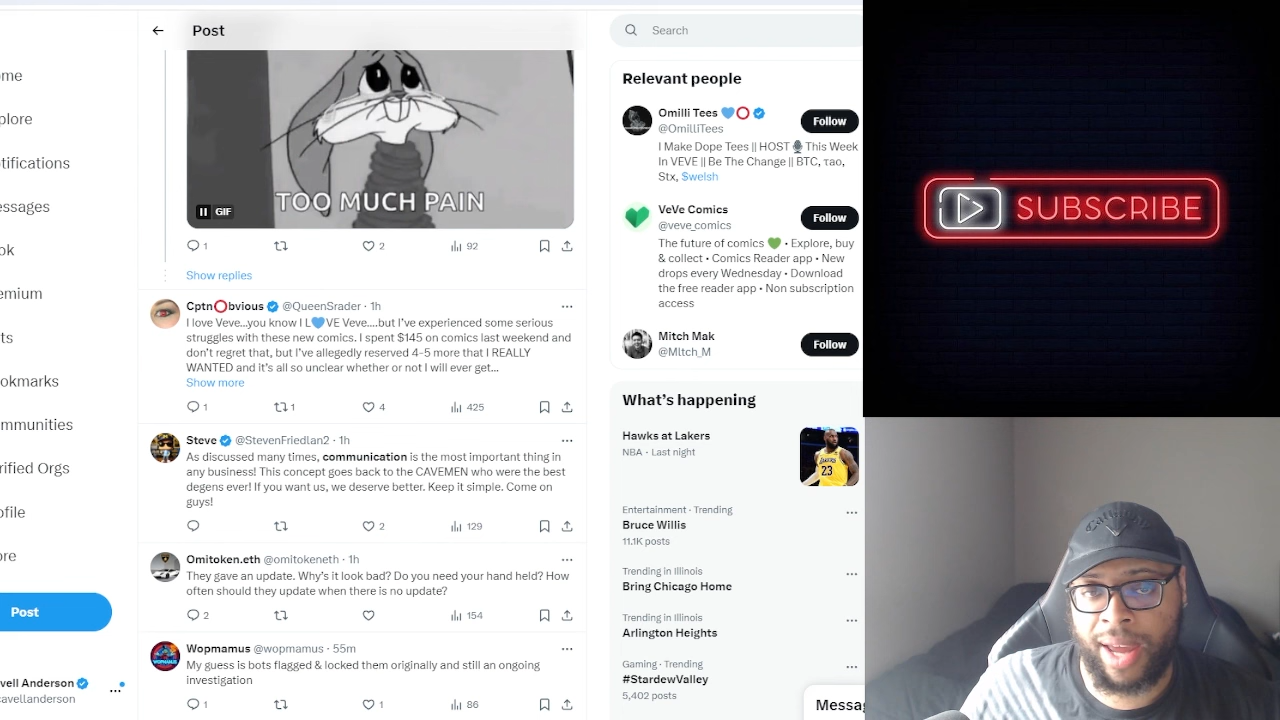 Post
Search
ome
plore
otifications
essages
ok
emium
ts
okmarks
mmunities
rified Orgs
ofile
ore
Post
avell Anderson
cavellanderson
TOO MUCH PAIN
GIF
1
2
92
Show replies
Cptn⭕bvious @QueenSrader · 1h
I love Veve...you know I L🩵VE Veve....but I've experienced some serious
struggles with these new comics. I spent $145 on comics last weekend and
don't regret that, but I've allegedly reserved 4-5 more that I REALLY
WANTED and it's all so unclear whether or not I will ever get...
Show more
1
1
4
425
Steve @StevenFriedlan2 · 1h
As discussed many times, communication is the most important thing in
any business! This concept goes back to the CAVEMEN who were the best
degens ever! If you want us, we deserve better. Keep it simple. Come on
guys!
2
129
Omitoken.eth @omitokeneth · 1h
They gave an update. Why's it look bad? Do you need your hand held? How
often should they update when there is no update?
2
154
Wopmamus @wopmamus · 55m
My guess is bots flagged & locked them originally and still an ongoing
investigation
1
1
86
Relevant people
Omilli Tees 🩵⭕
@OmilliTees
Follow
I Make Dope Tees || HOST 🎙️This Week
In VEVE || Be The Change || BTC, τao,
Stx, $welsh
VeVe Comics
@veve_comics
Follow
The future of comics 💚 • Explore, buy
& collect • Comics Reader app • New
drops every Wednesday • Download
the free reader app • Non subscription
access
Mitch Mak
@MItch_M
Follow
What's happening
Hawks at Lakers
NBA · Last night
23
Entertainment · Trending
Bruce Willis
11.1K posts
Trending in Illinois
Bring Chicago Home
Trending in Illinois
Arlington Heights
Gaming · Trending
#StardewValley
5,402 posts
Messa
SUBSCRIBE